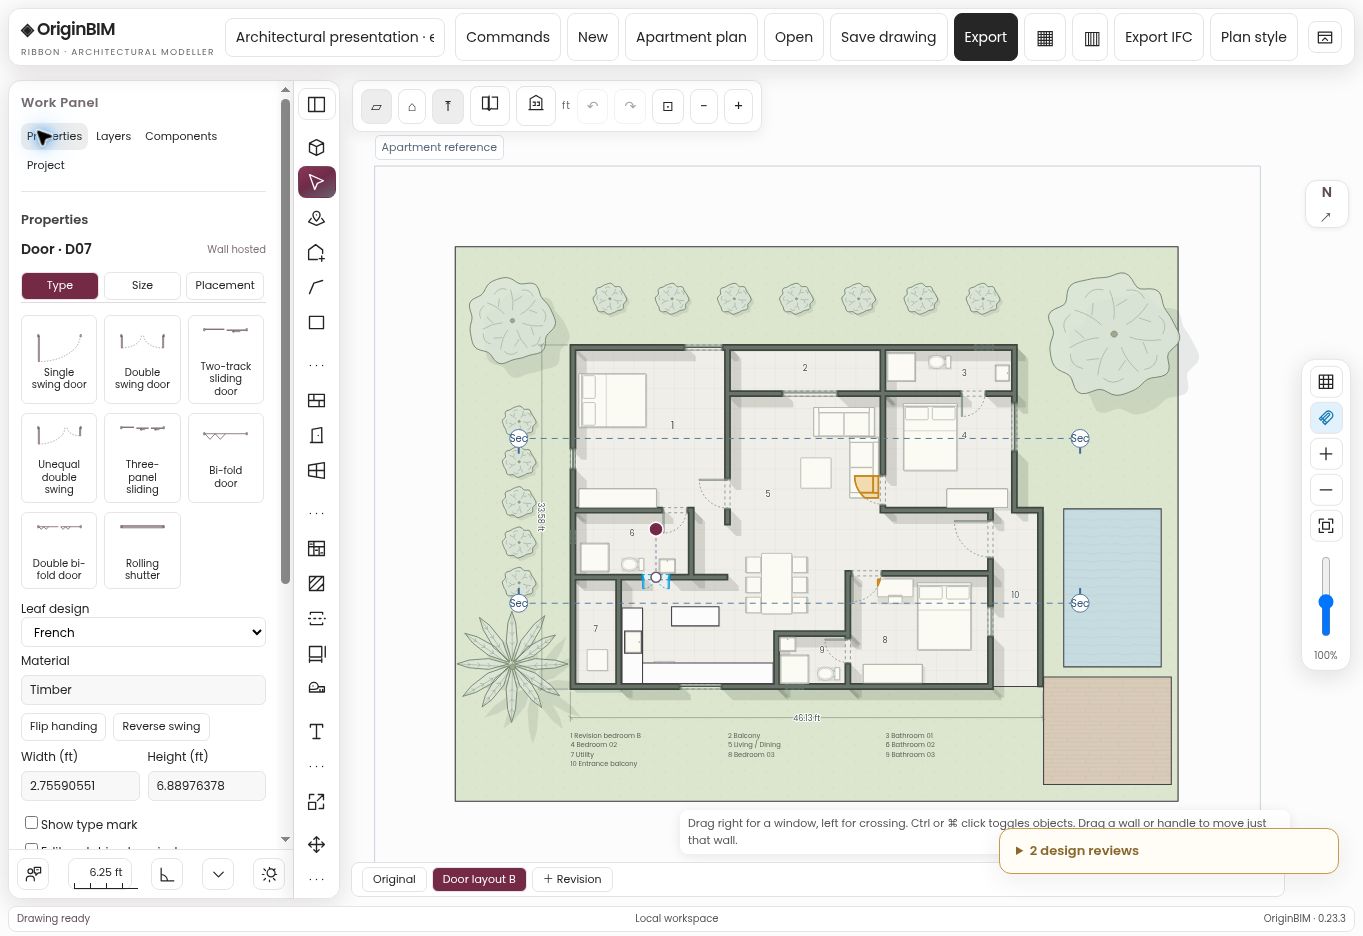 OriginBIM
RIBBON · ARCHITECTURAL MODELLER
Architectural presentation · e
Commands
New
Apartment plan
Open
Save drawing
Export
Export IFC
Plan style
Work Panel
Properties
Layers
Components
Project
Properties
Door · D07
Wall hosted
Type
Size
Placement
Single swing door
Double swing door
Two-track sliding door
Unequal double swing
Three-panel sliding
Bi-fold door
Double bi-fold door
Rolling shutter
Leaf design
French
Material
Timber
Flip handing
Reverse swing
Width (ft)
Height (ft)
2.75590551
6.88976378
Show type mark
6.25 ft
33
ft
Apartment reference
N
1
2
3
4
5
6
7
8
9
10
Sec
Sec
Sec
Sec
33.58 ft
46.13 ft
1 Revision bedroom B
2 Balcony
3 Bathroom 01
4 Bedroom 02
5 Living / Dining
6 Bathroom 02
7 Utility
8 Bedroom 03
9 Bathroom 03
10 Entrance balcony
100%
Drag right for a window, left for crossing. Ctrl or ⌘ click toggles objects. Drag a wall or handle to move just
that wall.
2 design reviews
Original
Door layout B
+ Revision
Drawing ready
Local workspace
OriginBIM · 0.23.3